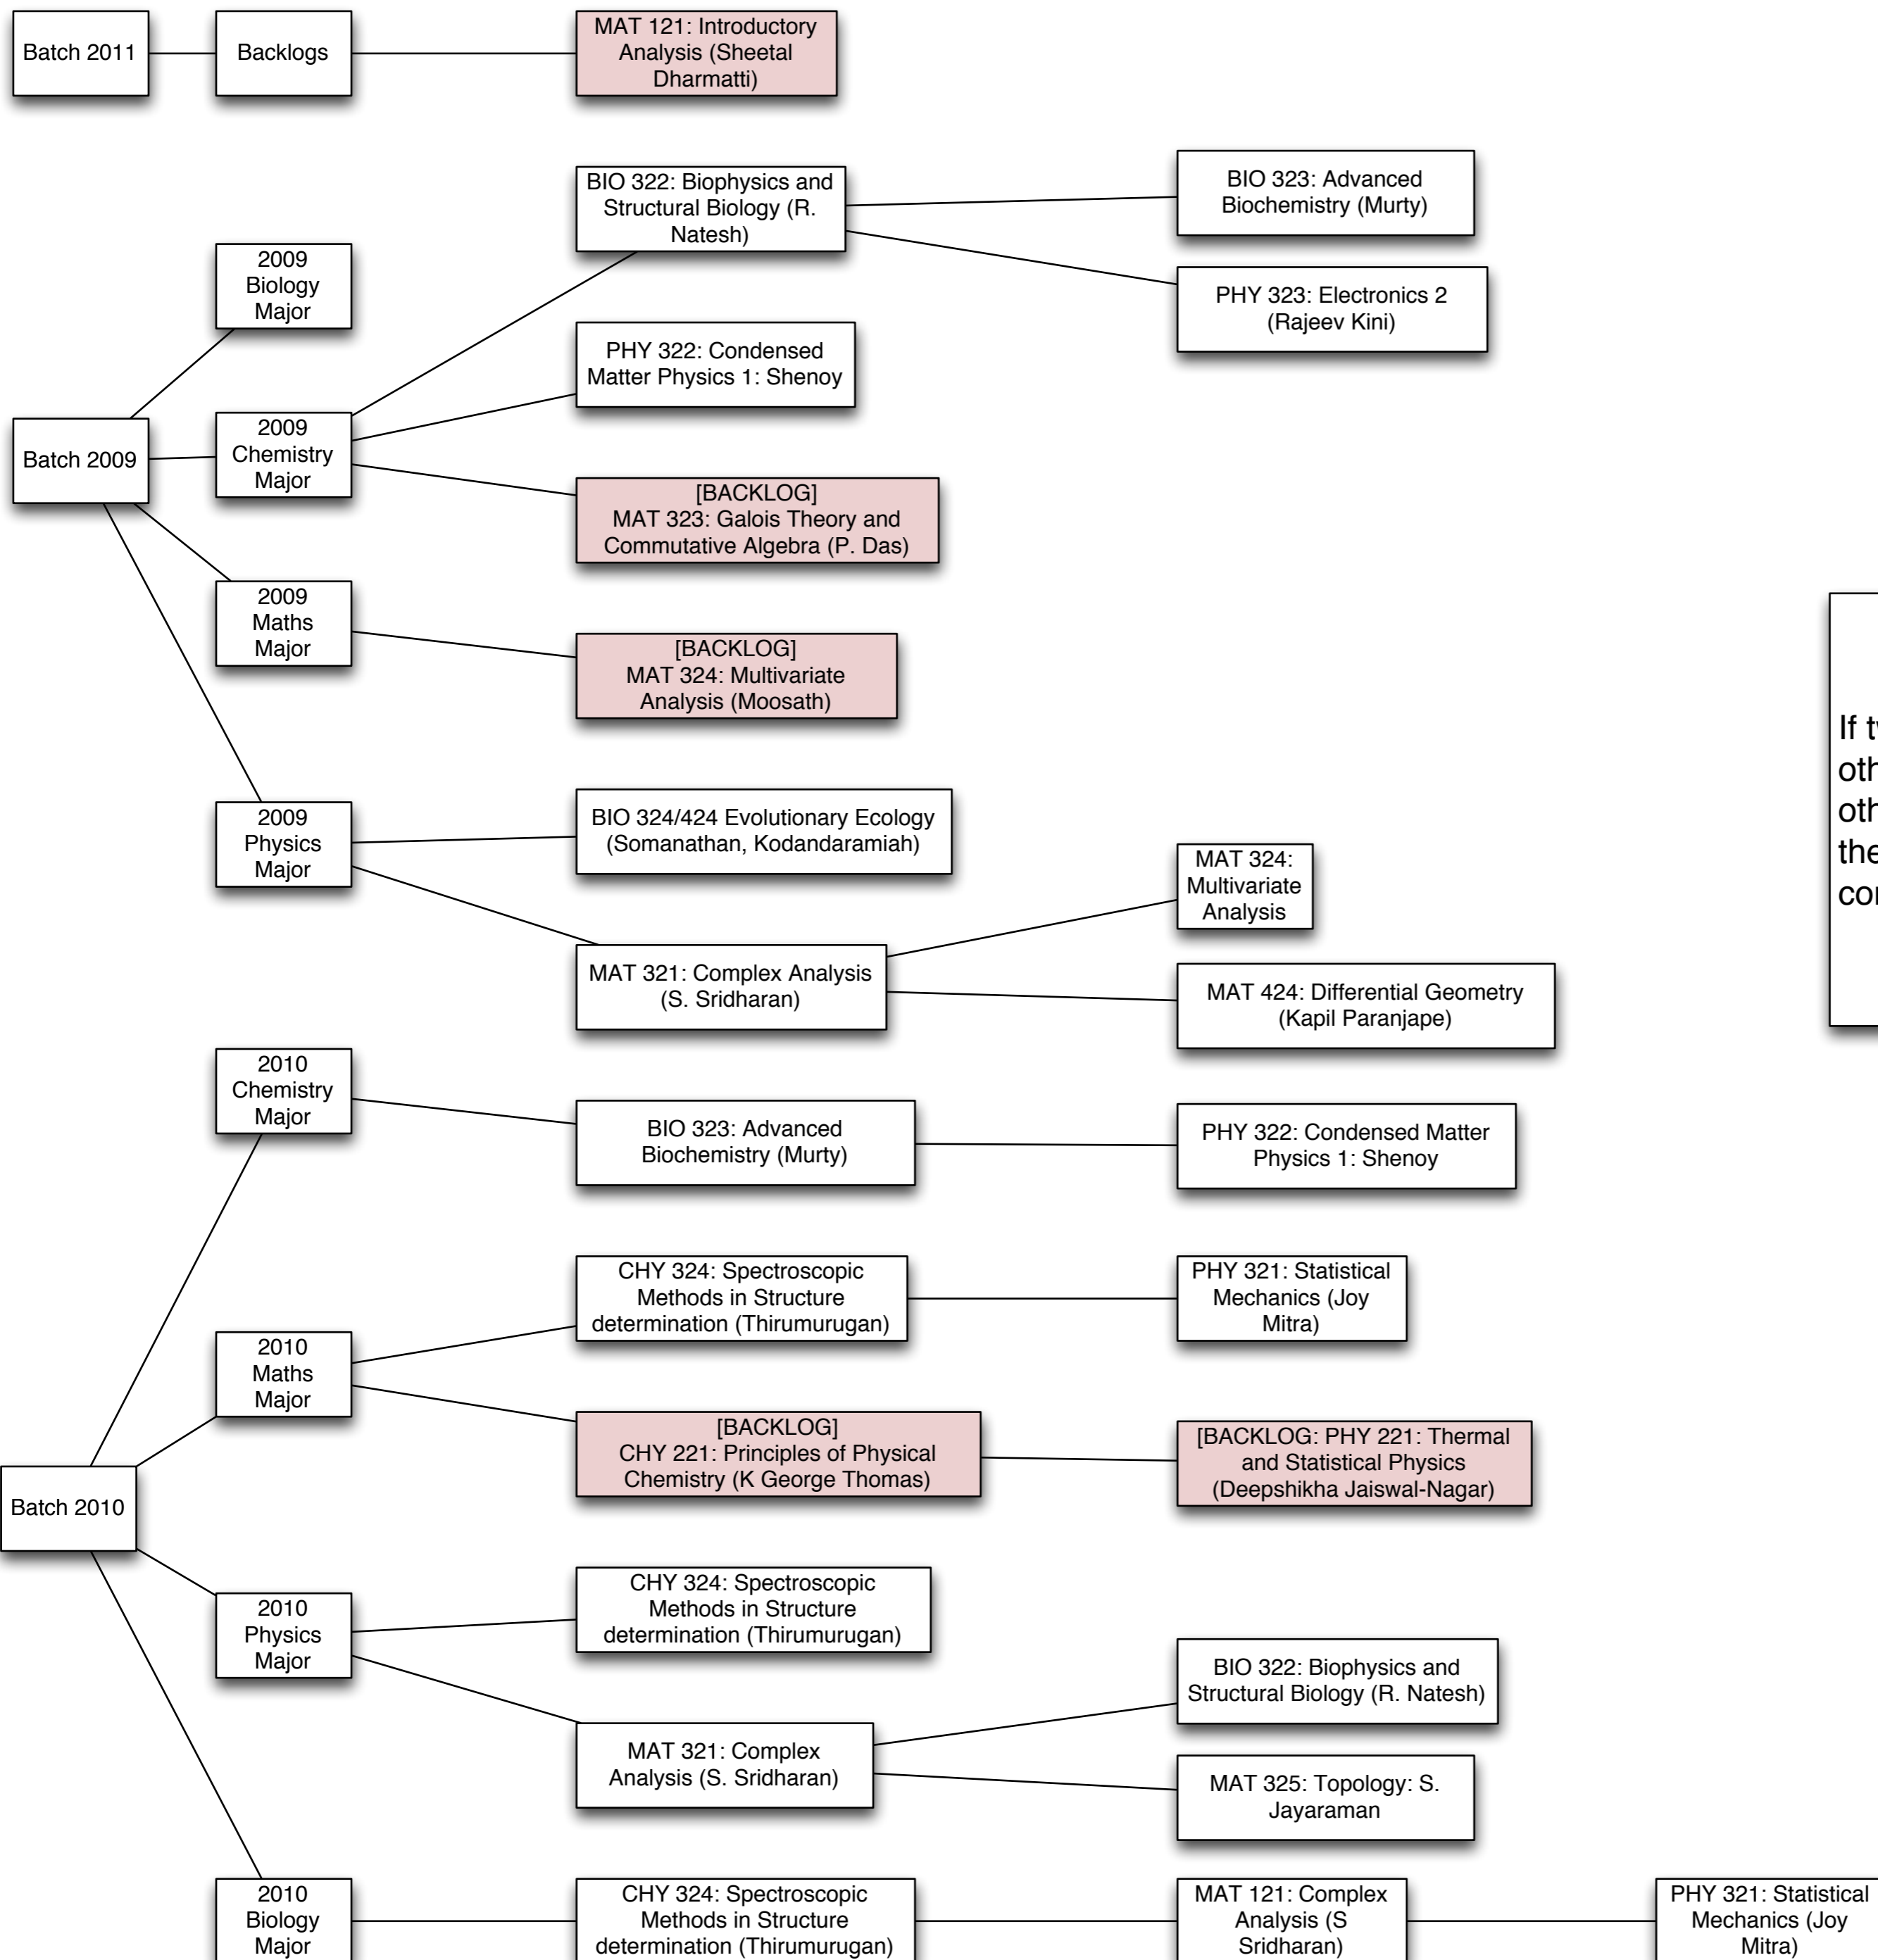 Batch 2011
Backlogs
MAT 121: Introductory
Analysis (Sheetal
Dharmatti)
BIO 322: Biophysics and
Structural Biology (R.
Natesh)
BIO 323: Advanced
Biochemistry (Murty)
PHY 323: Electronics 2
(Rajeev Kini)
2009
Biology
Major
PHY 322: Condensed
Matter Physics 1: Shenoy
Batch 2009
2009
Chemistry
Major
[BACKLOG]
MAT 323: Galois Theory and
Commutative Algebra (P. Das)
2009
Maths
Major
[BACKLOG]
MAT 324: Multivariate
Analysis (Moosath)
2009
Physics
Major
BIO 324/424 Evolutionary Ecology
(Somanathan, Kodandaramiah)
MAT 324:
Multivariate
Analysis
MAT 321: Complex Analysis
(S. Sridharan)
MAT 424: Differential Geometry
(Kapil Paranjape)
If
2010
Chemistry
Major
BIO 323: Advanced
Biochemistry (Murty)
PHY 322: Condensed Matter
Physics 1: Shenoy
CHY 324: Spectroscopic
Methods in Structure
determination (Thirumurugan)
PHY 321: Statistical
Mechanics (Joy
Mitra)
2010
Maths
Major
[BACKLOG]
CHY 221: Principles of Physical
Chemistry (K George Thomas)
[BACKLOG: PHY 221: Thermal
and Statistical Physics
(Deepshikha Jaiswal-Nagar)
Batch 2010
2010
Physics
Major
CHY 324: Spectroscopic
Methods in Structure
determination (Thirumurugan)
BIO 322: Biophysics and
Structural Biology (R. Natesh)
MAT 321: Complex
Analysis (S. Sridharan)
MAT 325: Topology: S.
Jayaraman
2010
Biology
Major
CHY 324: Spectroscopic
Methods in Structure
determination (Thirumurugan)
MAT 121: Complex
Analysis (S
Sridharan)
PHY 321: Statistical
Mechanics (Joy
Mitra)